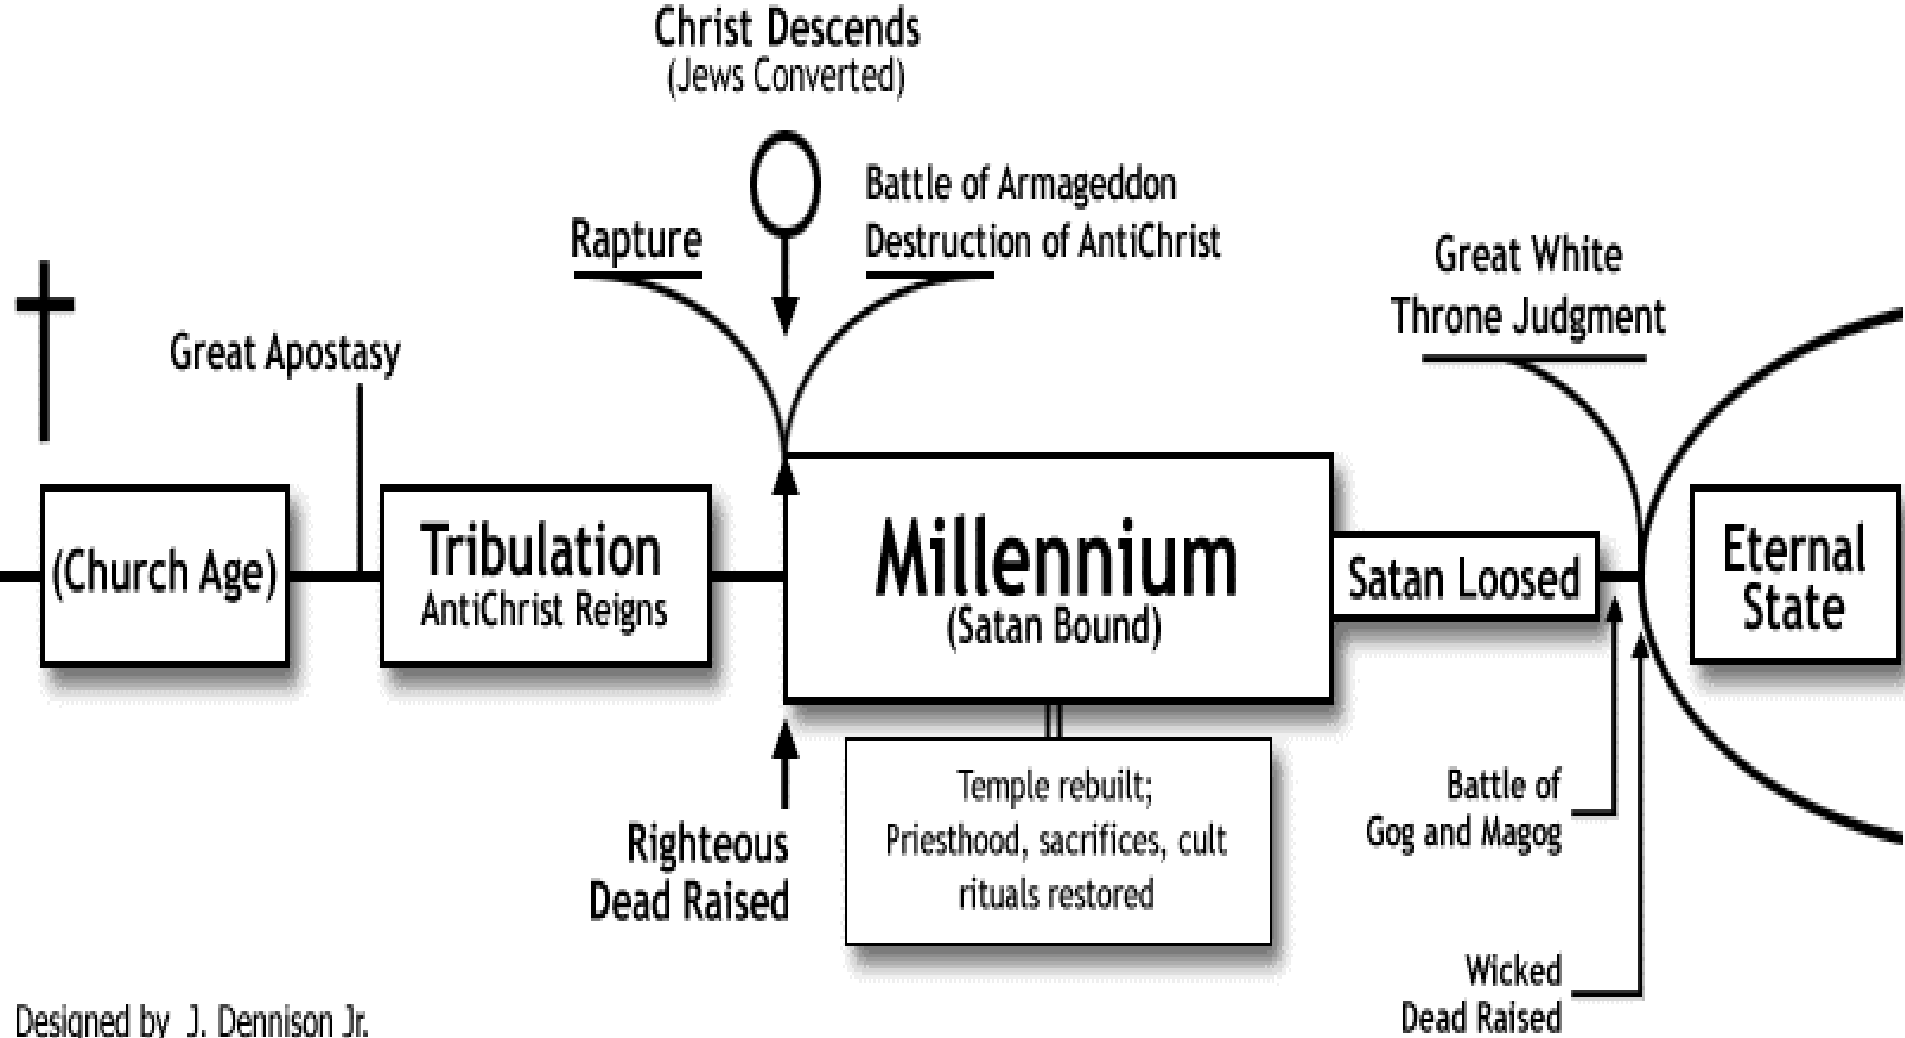 Christ Descends
(Jews Converted)
Battle of Armageddon
Rapture
Destruction of AntiChrist
Great White
Throne Judgment
Great Apostasy
(Church Age)
Tribulation
AntiChrist Reigns
Millennium
(Satan Bound)
Satan Loosed
Eternal
State
Righteous
Dead Raised
Temple rebuilt;
Priesthood, sacrifices, cult
rituals restored
Battle of
Gog and Magog
Wicked
Dead Raised
Designed by J. Dennison Jr.